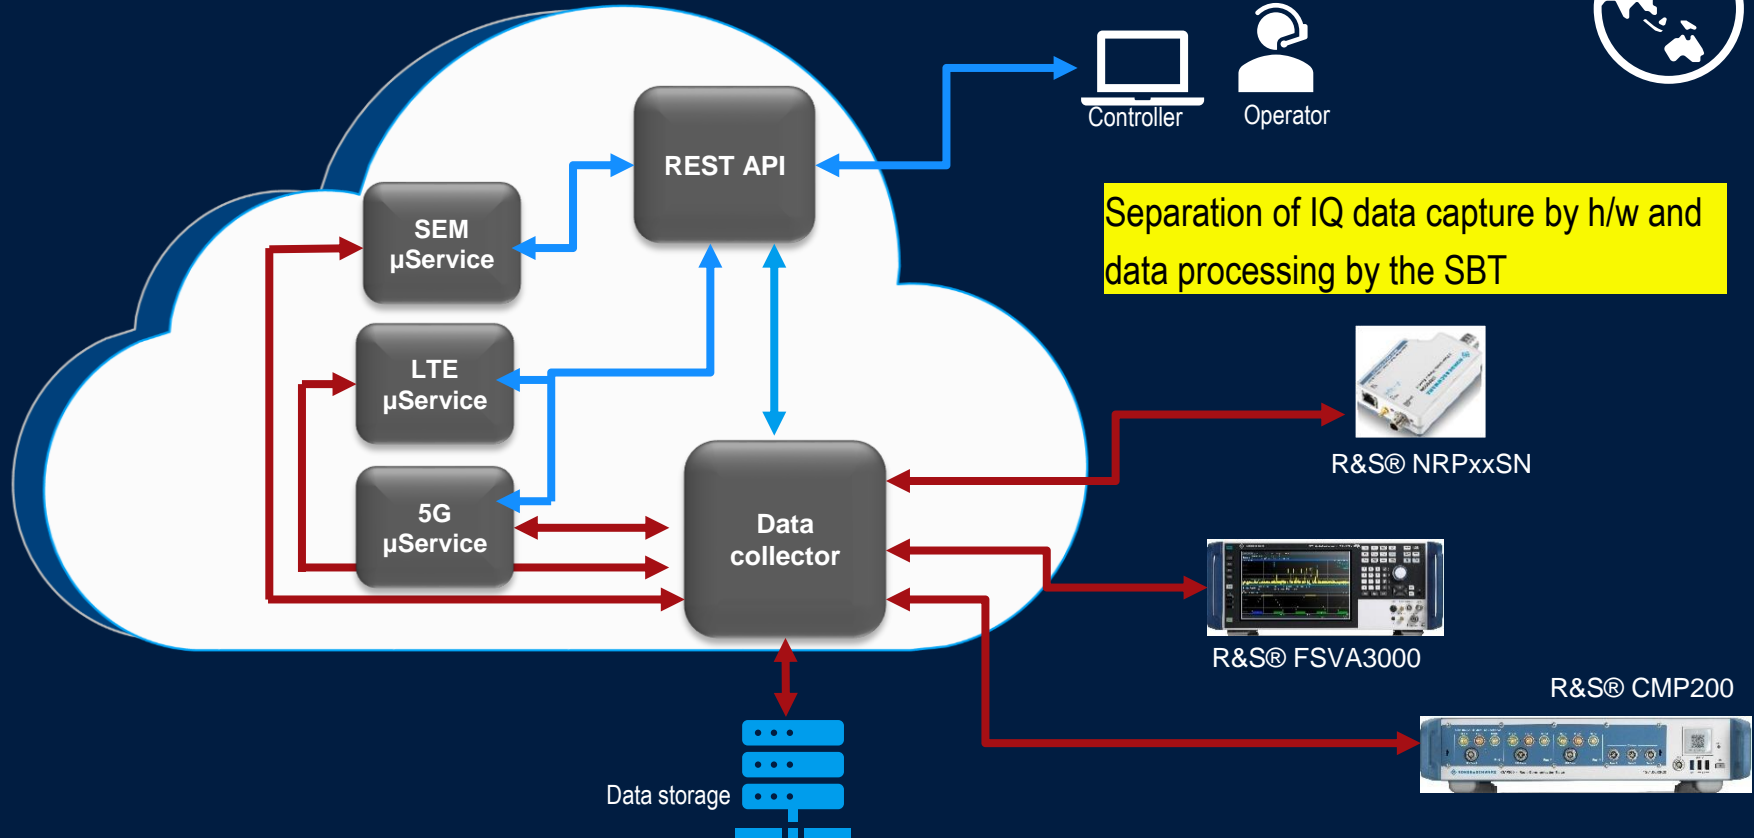 Controller
Operator
REST API
SEM
µService
Separation of IQ data capture by h/w and
data processing by the SBT
LTE
µService
R&S® NRPxxSN
5G
µService
Data
collector
R&S® FSVA3000
R&S® CMP200
Data storage